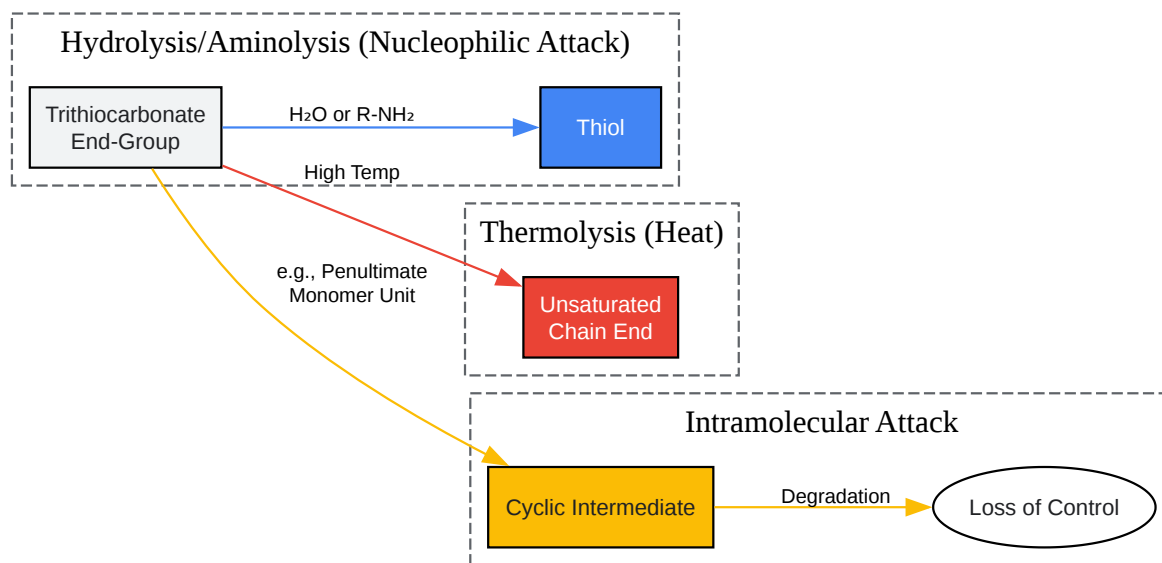 Hydrolysis/Aminolysis (Nucleophilic Attack)
Trithiocarbonate
End-Group
H₂O or R-NH₂
Thiol
High Temp
Thermolysis (Heat)
e.g., Penultimate
Monomer Unit
Unsaturated
Chain End
Intramolecular Attack
Cyclic Intermediate
Degradation
Loss of Control